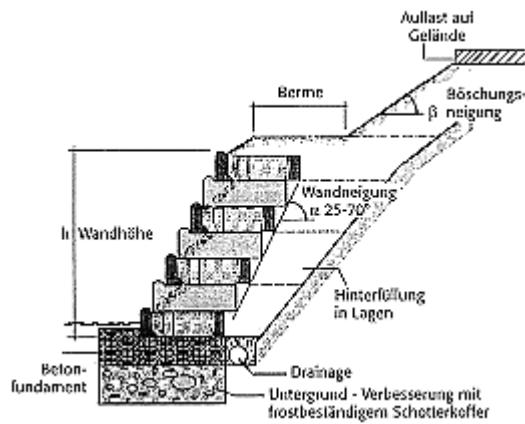 Auflast auf
Gelände
Berme
β
Böschungs-
neigung
Wandneigung
α 25-70°
h Wandhöhe
Hinterfüllung
in Lagen
Beton-
fundament
Drainage
Untergrund - Verbesserung mit
frostbeständigem Schotterkoffer